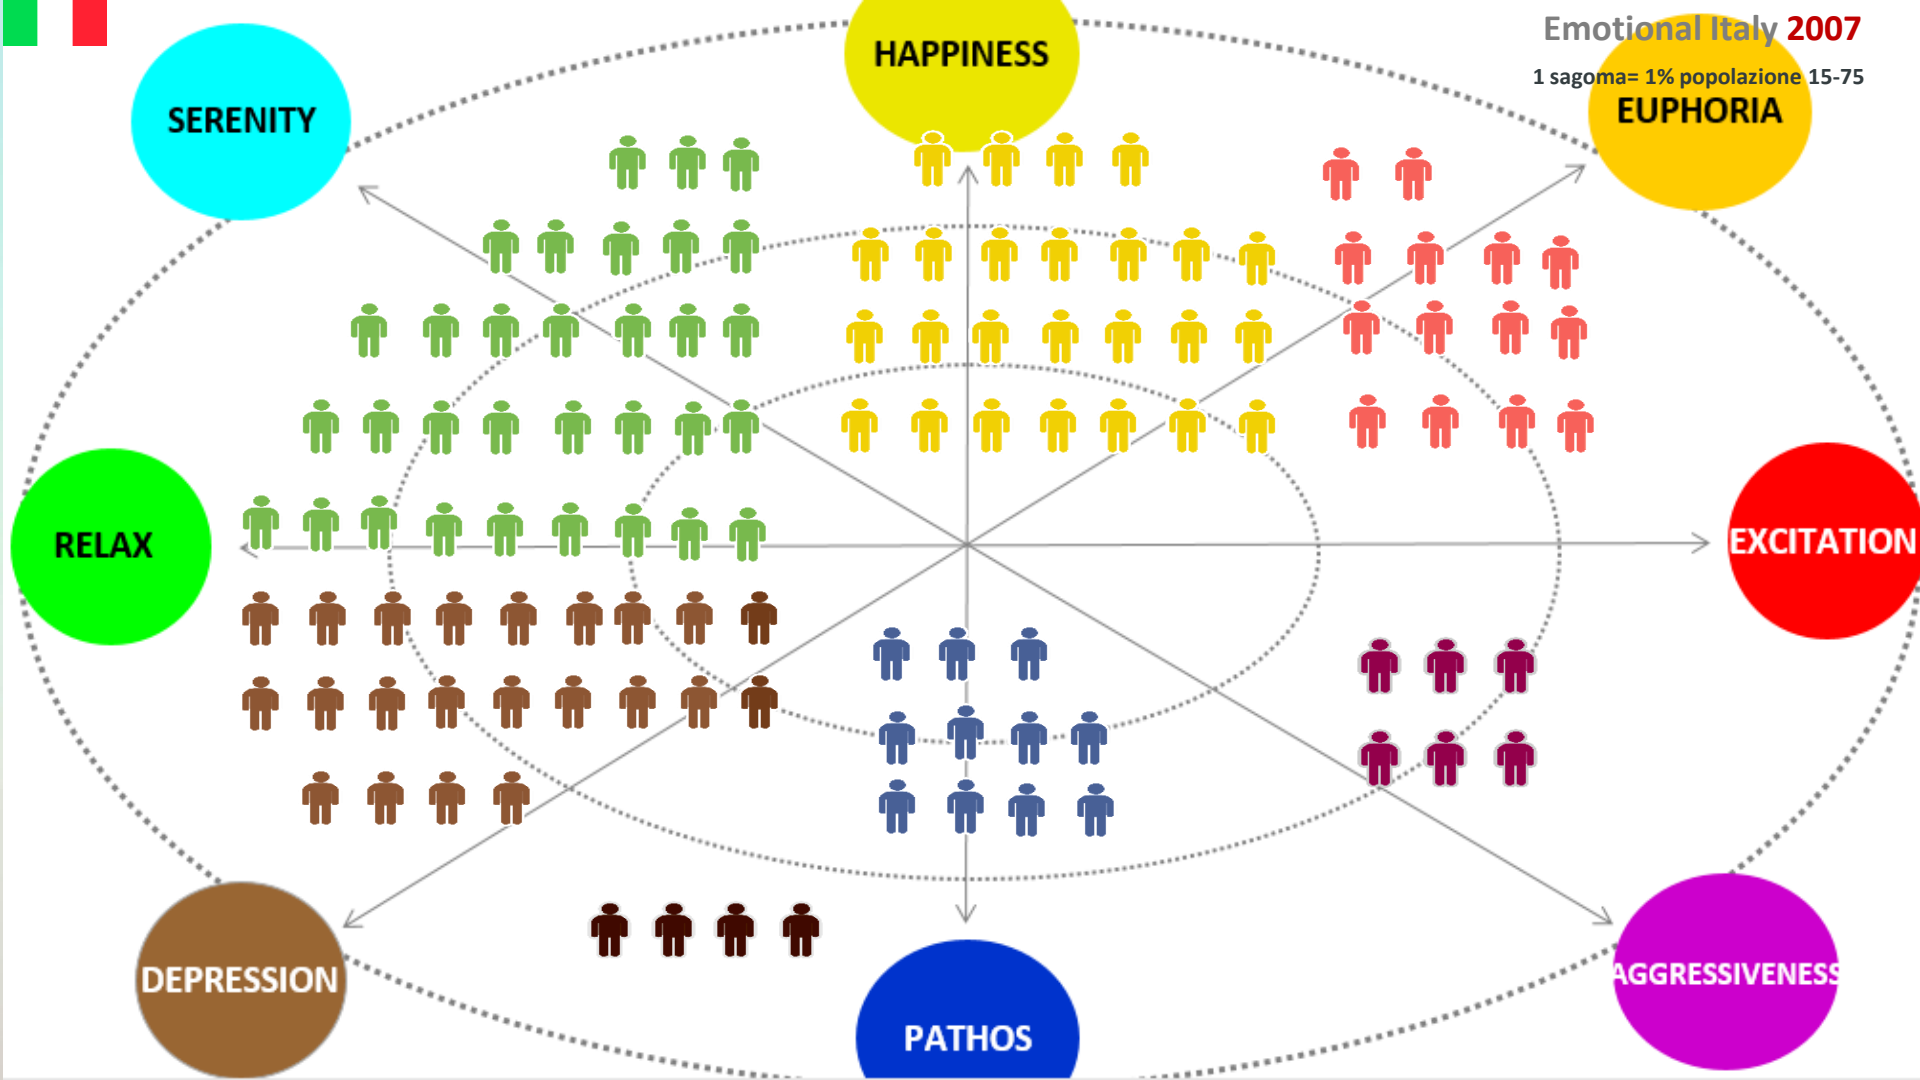 Emotional Italy 2007
1 sagoma= 1% popolazione 15-75
HAPPINESS
SERENITY
EUPHORIA
RELAX
EXCITATION
DEPRESSION
AGGRESSIVENESS
PATHOS